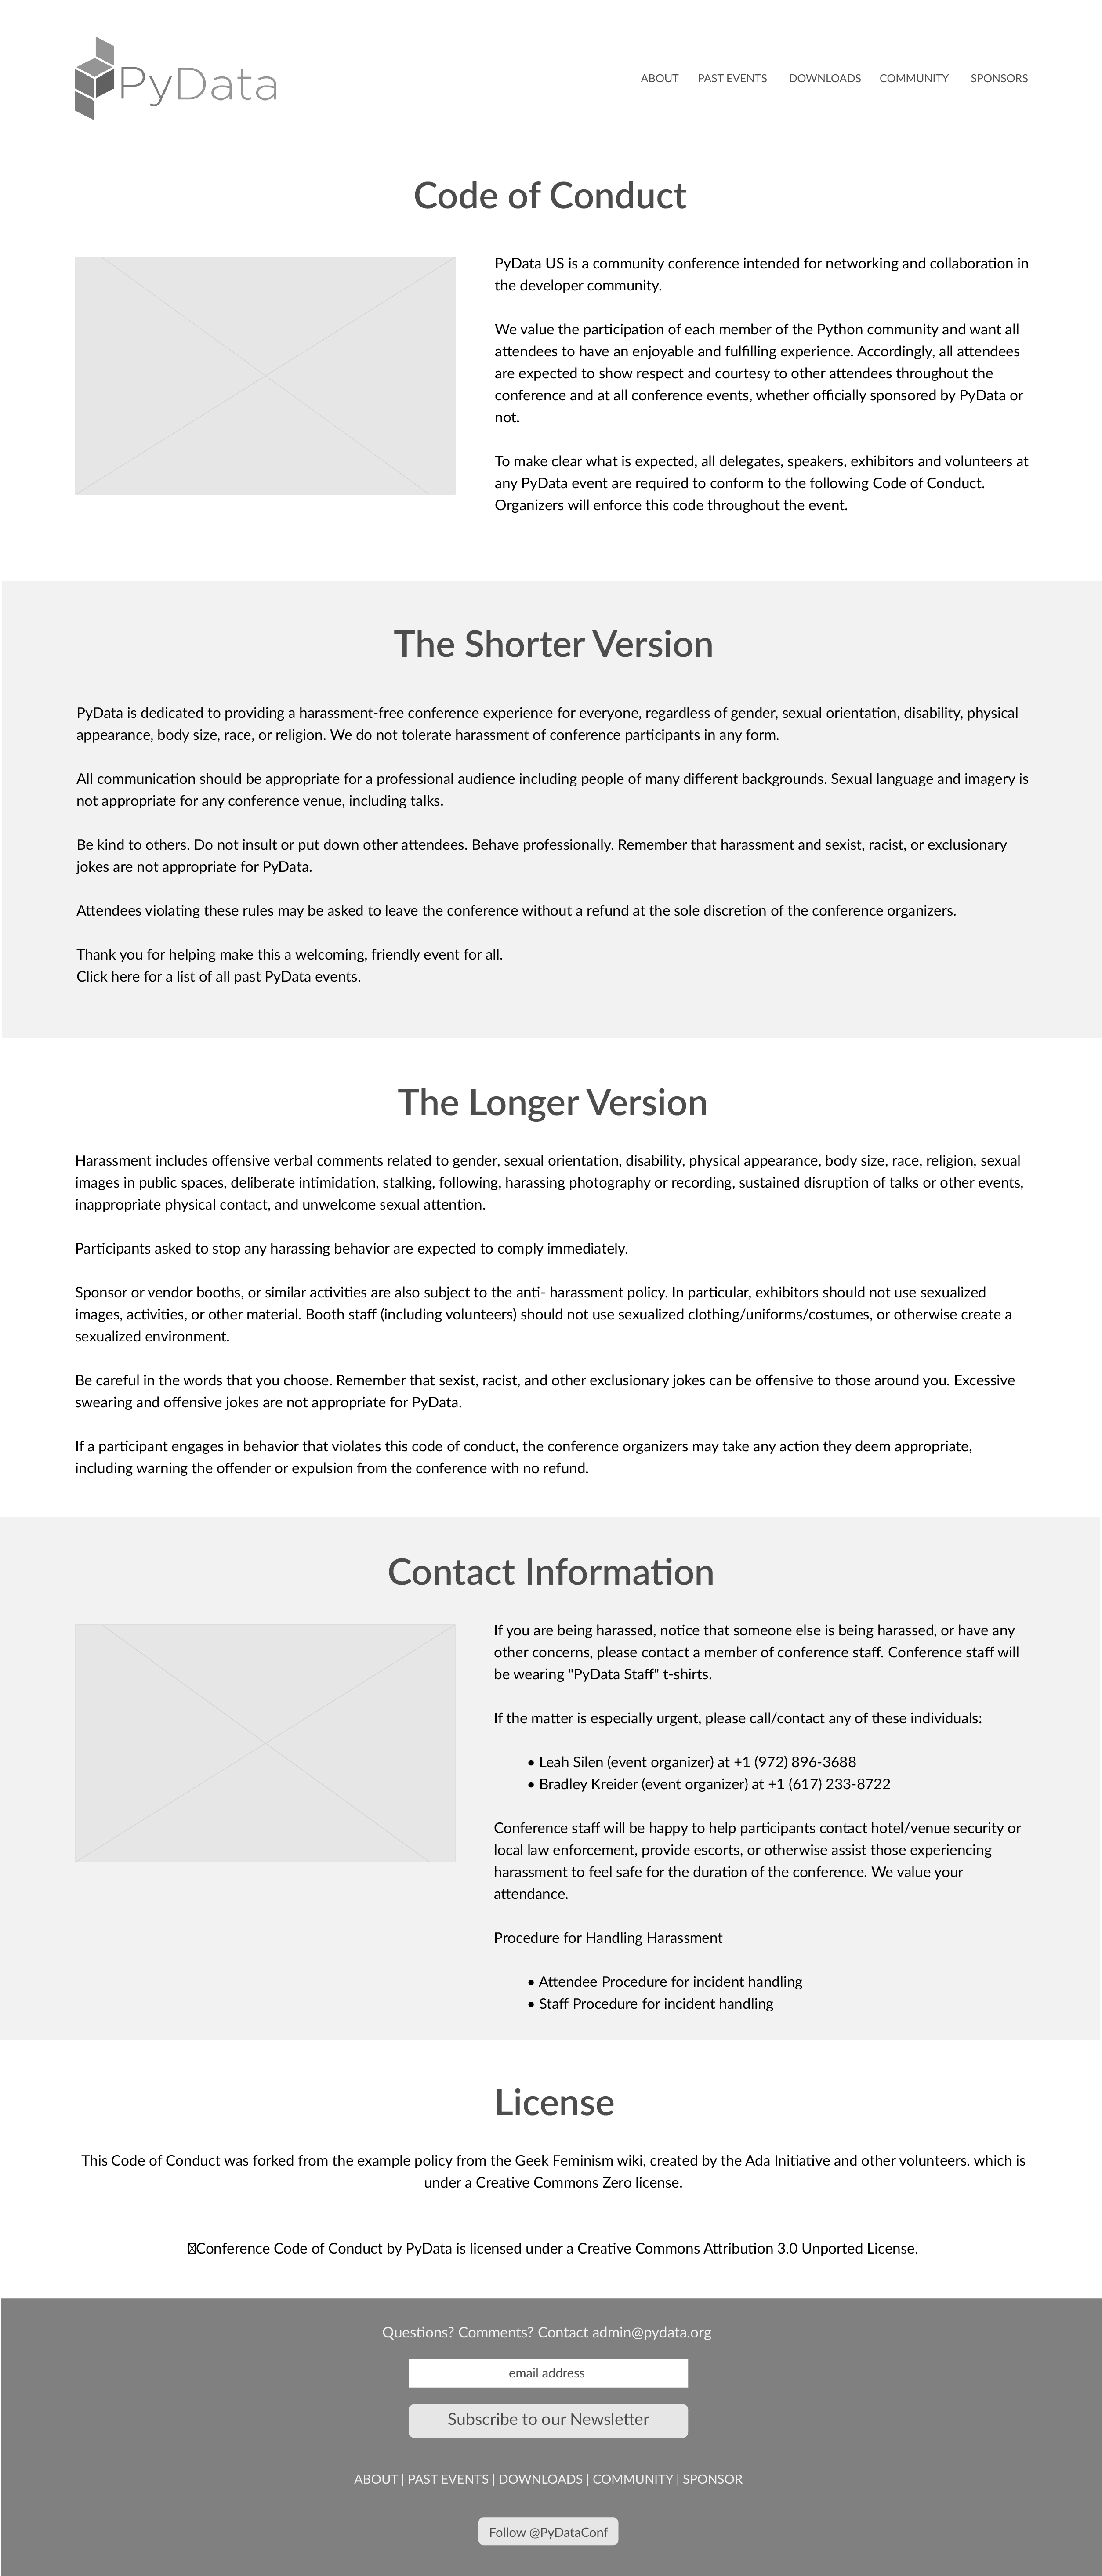 PyData
ABOUT PAST EVENTS DOWNLOADS COMMUNITY SPONSORS
Code of Conduct
PyData US is a community conference intended for networking and collaboration in
the developer community.
We value the participation of each member of the Python community and want all
attendees to have an enjoyable and fulfilling experience. Accordingly, all attendees
are expected to show respect and courtesy to other attendees throughout the
conference and at all conference events, whether officially sponsored by PyData or
not.
To make clear what is expected, all delegates, speakers, exhibitors and volunteers at
any PyData event are required to conform to the following Code of Conduct.
Organizers will enforce this code throughout the event.
The Shorter Version
PyData is dedicated to providing a harassment-free conference experience for everyone, regardless of gender, sexual orientation, disability, physical
appearance, body size, race, or religion. We do not tolerate harassment of conference participants in any form.
All communication should be appropriate for a professional audience including people of many different backgrounds. Sexual language and imagery is
not appropriate for any conference venue, including talks.
Be kind to others. Do not insult or put down other attendees. Behave professionally. Remember that harassment and sexist, racist, or exclusionary
jokes are not appropriate for PyData.
Attendees violating these rules may be asked to leave the conference without a refund at the sole discretion of the conference organizers.
Thank you for helping make this a welcoming, friendly event for all.
Click here for a list of all past PyData events.
The Longer Version
Harassment includes offensive verbal comments related to gender, sexual orientation, disability, physical appearance, body size, race, religion, sexual
images in public spaces, deliberate intimidation, stalking, following, harassing photography or recording, sustained disruption of talks or other events,
inappropriate physical contact, and unwelcome sexual attention.
Participants asked to stop any harassing behavior are expected to comply immediately.
Sponsor or vendor booths, or similar activities are also subject to the anti- harassment policy. In particular, exhibitors should not use sexualized
images, activities, or other material. Booth staff (including volunteers) should not use sexualized clothing/uniforms/costumes, or otherwise create a
sexualized environment.
Be careful in the words that you choose. Remember that sexist, racist, and other exclusionary jokes can be offensive to those around you. Excessive
swearing and offensive jokes are not appropriate for PyData.
If a participant engages in behavior that violates this code of conduct, the conference organizers may take any action they deem appropriate,
including warning the offender or expulsion from the conference with no refund.
Contact Information
If you are being harassed, notice that someone else is being harassed, or have any
other concerns, please contact a member of conference staff. Conference staff will
be wearing "PyData Staff" t-shirts.
If the matter is especially urgent, please call/contact any of these individuals:
• Leah Silen (event organizer) at +1 (972) 896-3688
• Bradley Kreider (event organizer) at +1 (617) 233-8722
Conference staff will be happy to help participants contact hotel/venue security or
local law enforcement, provide escorts, or otherwise assist those experiencing
harassment to feel safe for the duration of the conference. We value your
attendance.
Procedure for Handling Harassment
• Attendee Procedure for incident handling
• Staff Procedure for incident handling
License
This Code of Conduct was forked from the example policy from the Geek Feminism wiki, created by the Ada Initiative and other volunteers. which is
under a Creative Commons Zero license.
Conference Code of Conduct by PyData is licensed under a Creative Commons Attribution 3.0 Unported License.
Questions? Comments? Contact admin@pydata.org
email address
Subscribe to our Newsletter
ABOUT | PAST EVENTS | DOWNLOADS | COMMUNITY | SPONSOR
Follow @PyDataConf